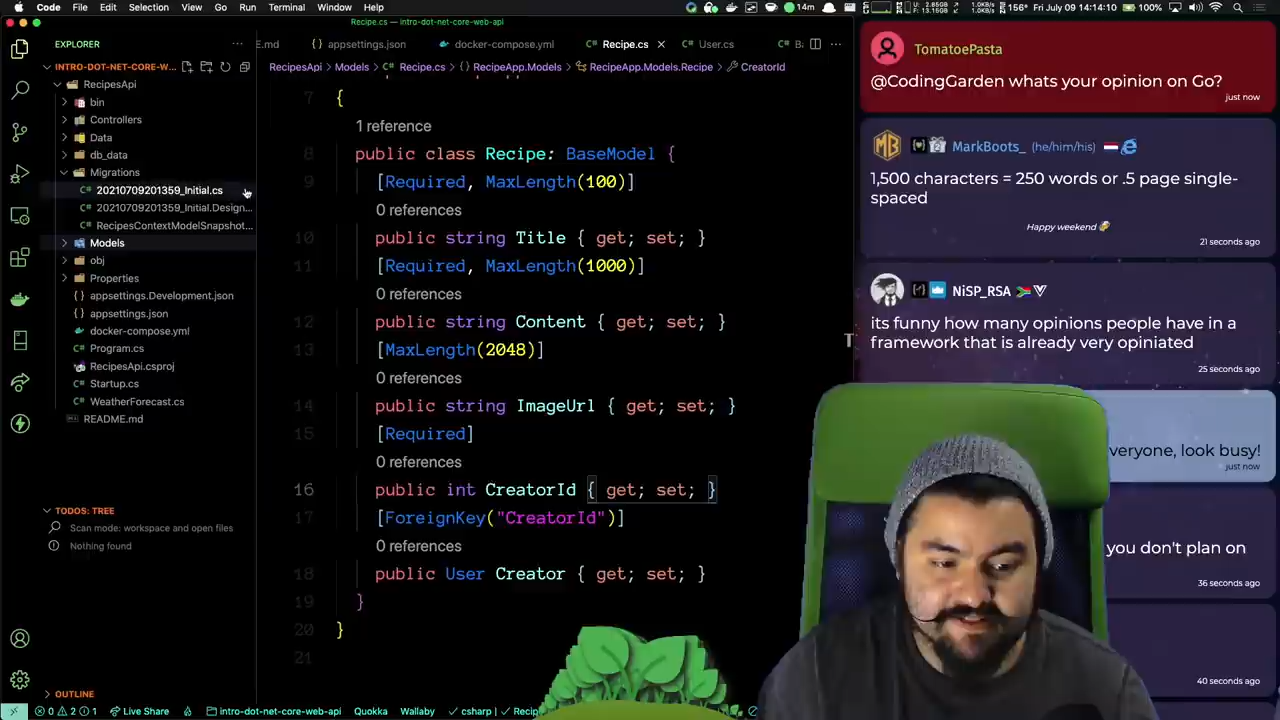 Code File Edit Selection View Go Run Terminal Window Help
14m
156° Fri July 09 14:14:10 100%
Recipe.cs — intro-dot-net-core-web-api
EXPLORER
INTRO-DOT-NET-CORE-W...
RecipesApi
bin
Controllers
Data
db_data
Migrations
20210709201359_Initial.cs
20210709201359_Initial.Design...
RecipesContextModelSnapshot...
Models
obj
Properties
appsettings.Development.json
appsettings.json
docker-compose.yml
Program.cs
RecipesApi.csproj
Startup.cs
WeatherForecast.cs
README.md
TODOS: TREE
Scan mode: workspace and open files
Nothing found
OUTLINE
E.md appsettings.json docker-compose.yml Recipe.cs User.cs
RecipesApi > Models > Recipe.cs > RecipeApp.Models > RecipeApp.Models.Recipe > CreatorId
7 {
1 reference
8 public class Recipe: BaseModel {
9 [Required, MaxLength(100)]
0 references
10 public string Title { get; set; }
11 [Required, MaxLength(1000)]
0 references
12 public string Content { get; set; }
13 [MaxLength(2048)]
0 references
14 public string ImageUrl { get; set; }
15 [Required]
0 references
16 public int CreatorId { get; set; }
17 [ForeignKey("CreatorId")]
0 references
18 public User Creator { get; set; }
19 }
20 }
21
0 2 1 Live Share intro-dot-net-core-web-api Quokka Wallaby csharp | Recip
TomatoePasta
@CodingGarden whats your opinion on Go?
just now
MarkBoots_ (he/him/his)
1,500 characters = 250 words or .5 page single-
spaced
Happy weekend
21 seconds ago
NiSP_RSA
its funny how many opinions people have in a
framework that is already very opiniated
25 seconds ago
veryone, look busy!
just now
you don't plan on
36 seconds ago
40 seconds ago